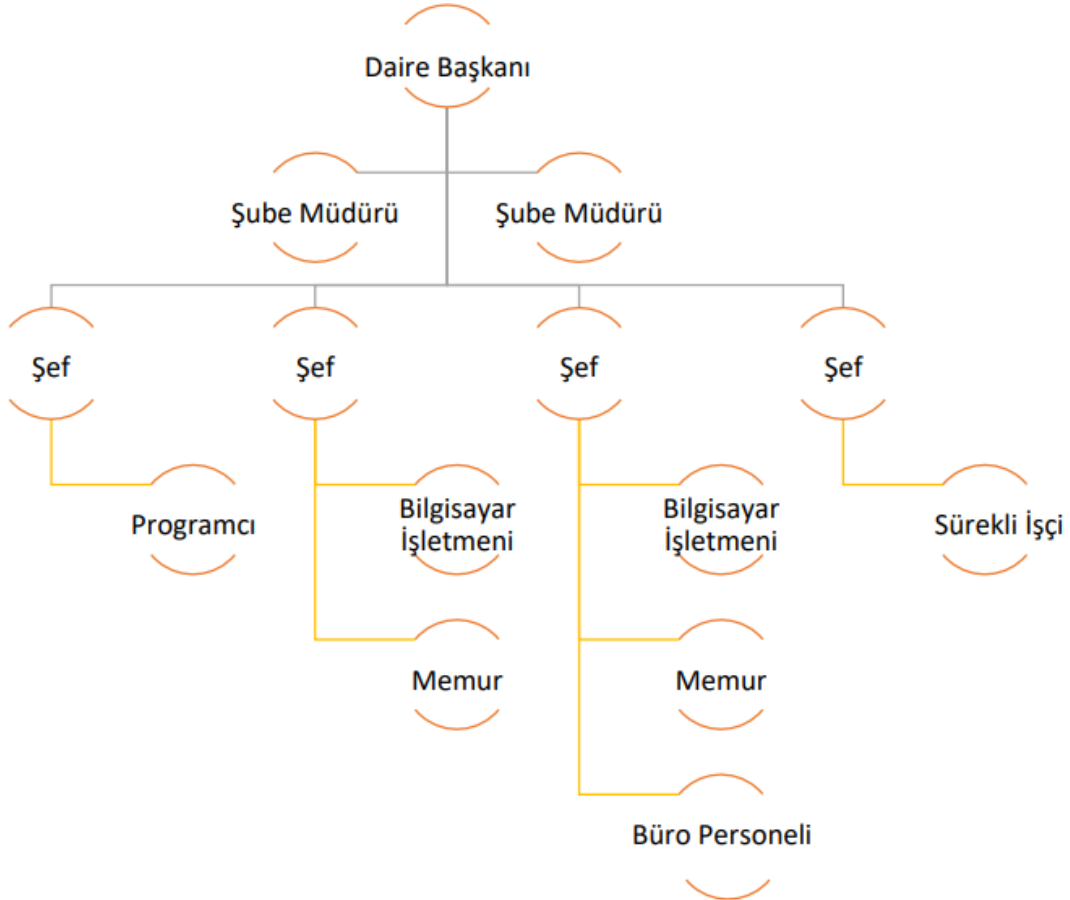 Daire Başkanı
Şube Müdürü
Şube Müdürü
Şef
Şef
Şef
Şef
Programcı
Bilgisayar
İşletmeni
Bilgisayar
İşletmeni
Sürekli İşçi
Memur
Memur
Büro Personeli